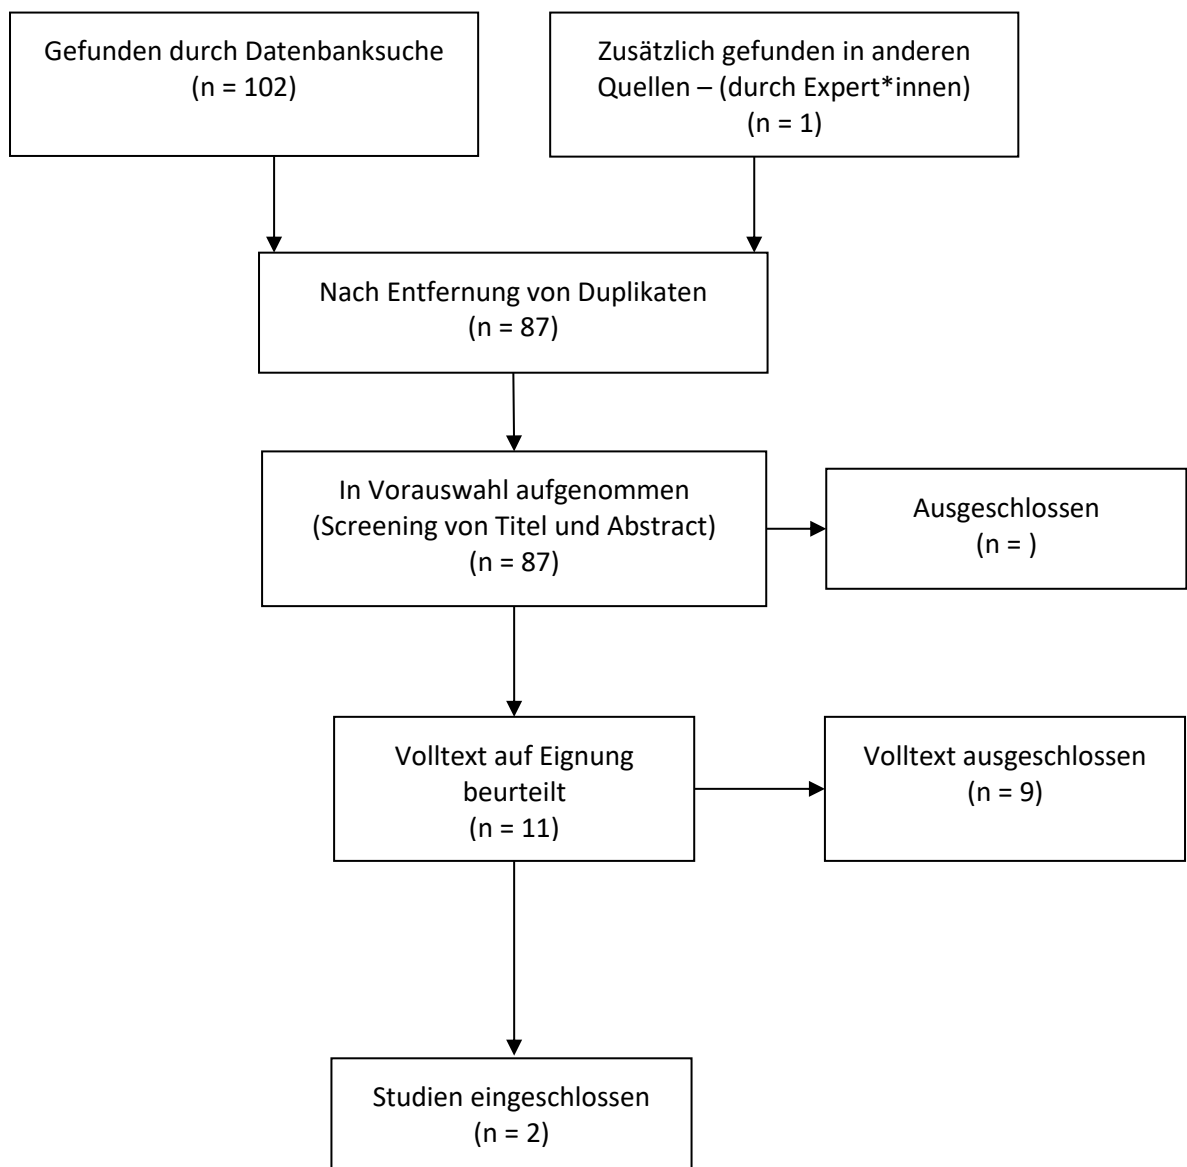 Gefunden durch Datenbanksuche
(n = 102)
Zusätzlich gefunden in anderen
Quellen – (durch Expert*innen)
(n = 1)
Nach Entfernung von Duplikaten
(n = 87)
In Vorauswahl aufgenommen
(Screening von Titel und Abstract)
(n = 87)
Ausgeschlossen
(n = )
Volltext auf Eignung
beurteilt
(n = 11)
Volltext ausgeschlossen
(n = 9)
Studien eingeschlossen
(n = 2)